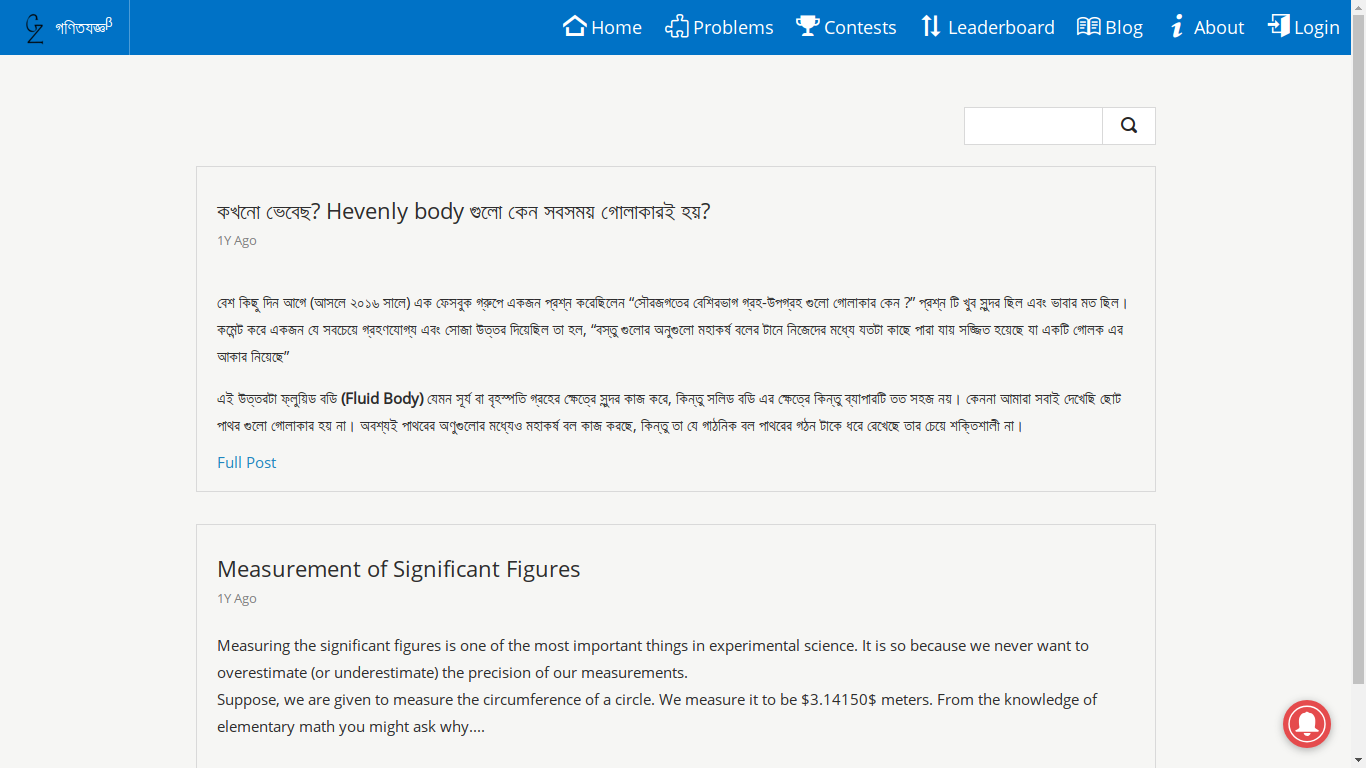 গণিতযজ্ঞβ
Home
Problems
Contests
Leaderboard
Blog
About
Login
কখনো ভেবেছ? Hevenly body গুলো কেন সবসময় গোলাকারই হয়?
1Y Ago
বেশ কিছু দিন আগে (আসলে ২০১৬ সালে) এক ফেসবুক গ্রুপে একজন প্রশ্ন করেছিলেন “সৌরজগতের বেশিরভাগ গ্রহ-উপগ্রহ গুলো গোলাকার কেন ?” প্রশ্ন টি খুব সুন্দর ছিল এবং ভাবার মত ছিল।
কমেন্ট করে একজন যে সবচেয়ে গ্রহণযোগ্য এবং সোজা উত্তর দিয়েছিল তা হল, “বস্তু গুলোর অনুগুলো মহাকর্ষ বলের টানে নিজেদের মধ্যে যতটা কাছে পারা যায় সজ্জিত হয়েছে যা একটি গোলক এর
আকার নিয়েছে”
এই উত্তরটা ফ্লুয়িড বডি (Fluid Body) যেমন সূর্য বা বৃহস্পতি গ্রহের ক্ষেত্রে সুন্দর কাজ করে, কিন্তু সলিড বডি এর ক্ষেত্রে কিন্তু ব্যাপারটি তত সহজ নয়। কেননা আমারা সবাই দেখেছি ছোট
পাথর গুলো গোলাকার হয় না। অবশ্যই পাথরের অণুগুলোর মধ্যেও মহাকর্ষ বল কাজ করছে, কিন্তু তা যে গাঠনিক বল পাথরের গঠন টাকে ধরে রেখেছে তার চেয়ে শক্তিশালী না।
Full Post
Measurement of Significant Figures
1Y Ago
Measuring the significant figures is one of the most important things in experimental science. It is so because we never want to
overestimate (or underestimate) the precision of our measurements.
Suppose, we are given to measure the circumference of a circle. We measure it to be $3.14150$ meters. From the knowledge of
elementary math you might ask why....